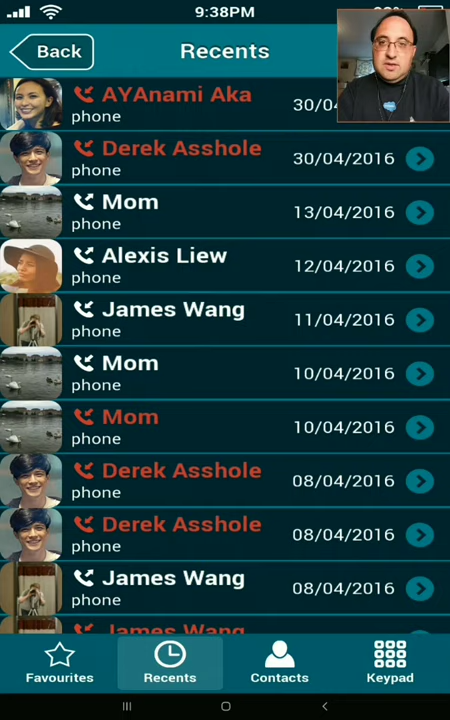 9:38PM
Back
Recents
AYAnami Aka
phone
30/04
Derek Asshole
phone
30/04/2016
Mom
phone
13/04/2016
Alexis Liew
phone
12/04/2016
James Wang
phone
11/04/2016
Mom
phone
10/04/2016
Mom
phone
10/04/2016
Derek Asshole
phone
08/04/2016
Derek Asshole
phone
08/04/2016
James Wang
phone
08/04/2016
James Wang
Favourites
Recents
Contacts
Keypad